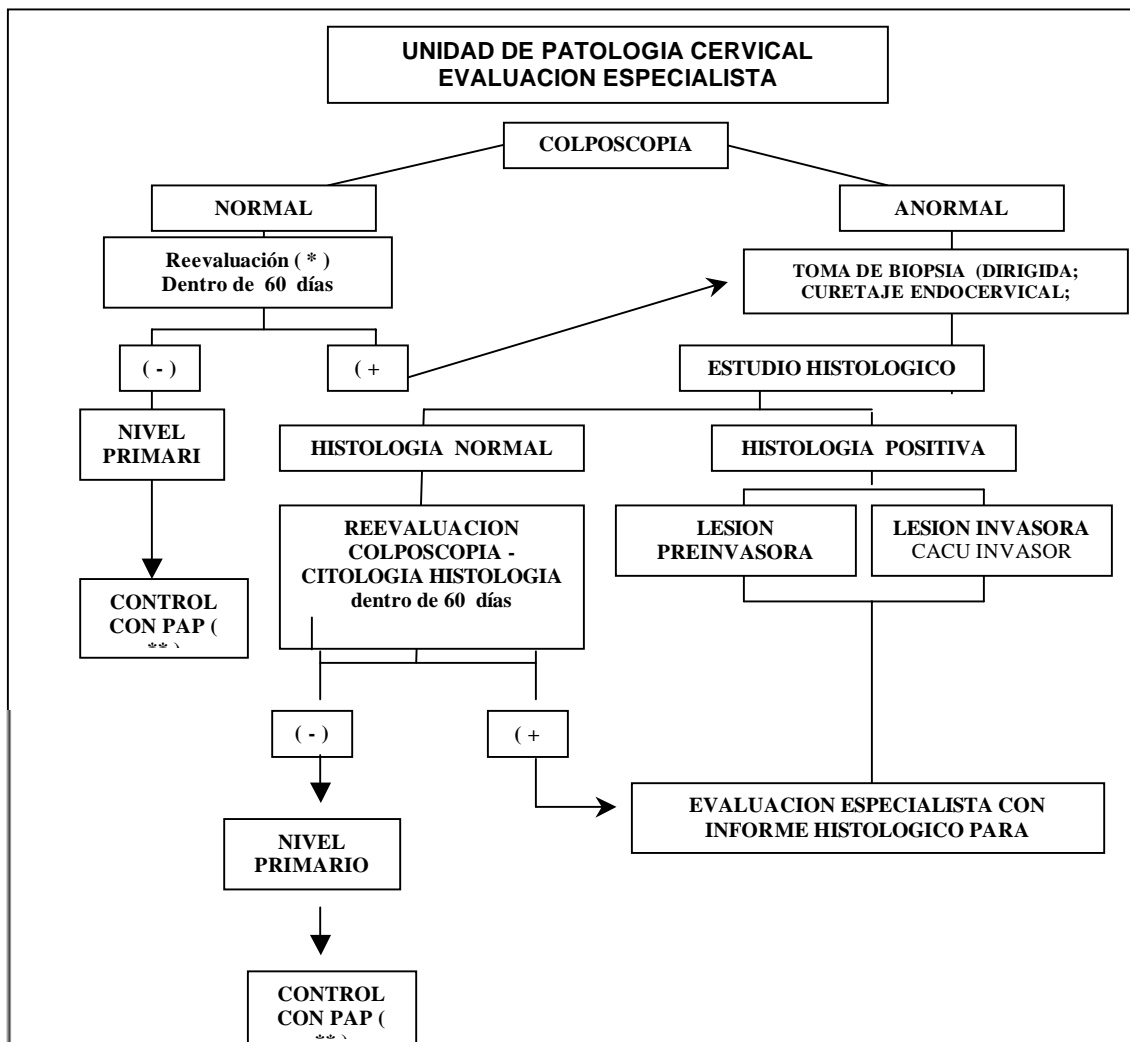 UNIDAD DE PATOLOGIA CERVICAL
EVALUACION ESPECIALISTA
COLPOSCOPIA
NORMAL
ANORMAL
Reevaluación ( * )
Dentro de 60 días
TOMA DE BIOPSIA (DIRIGIDA;
CURETAJE ENDOCERVICAL;
( - )
( +
ESTUDIO HISTOLOGICO
NIVEL
PRIMARI
HISTOLOGIA NORMAL
HISTOLOGIA POSITIVA
REEVALUACION
COLPOSCOPIA -
CITOLOGIA HISTOLOGIA
dentro de 60 días
LESION
PREINVASORA
LESION INVASORA
CACU INVASOR
CONTROL
CON PAP (
** )
( - )
( +
EVALUACION ESPECIALISTA CON
INFORME HISTOLOGICO PARA
NIVEL
PRIMARIO
CONTROL
CON PAP (
** )